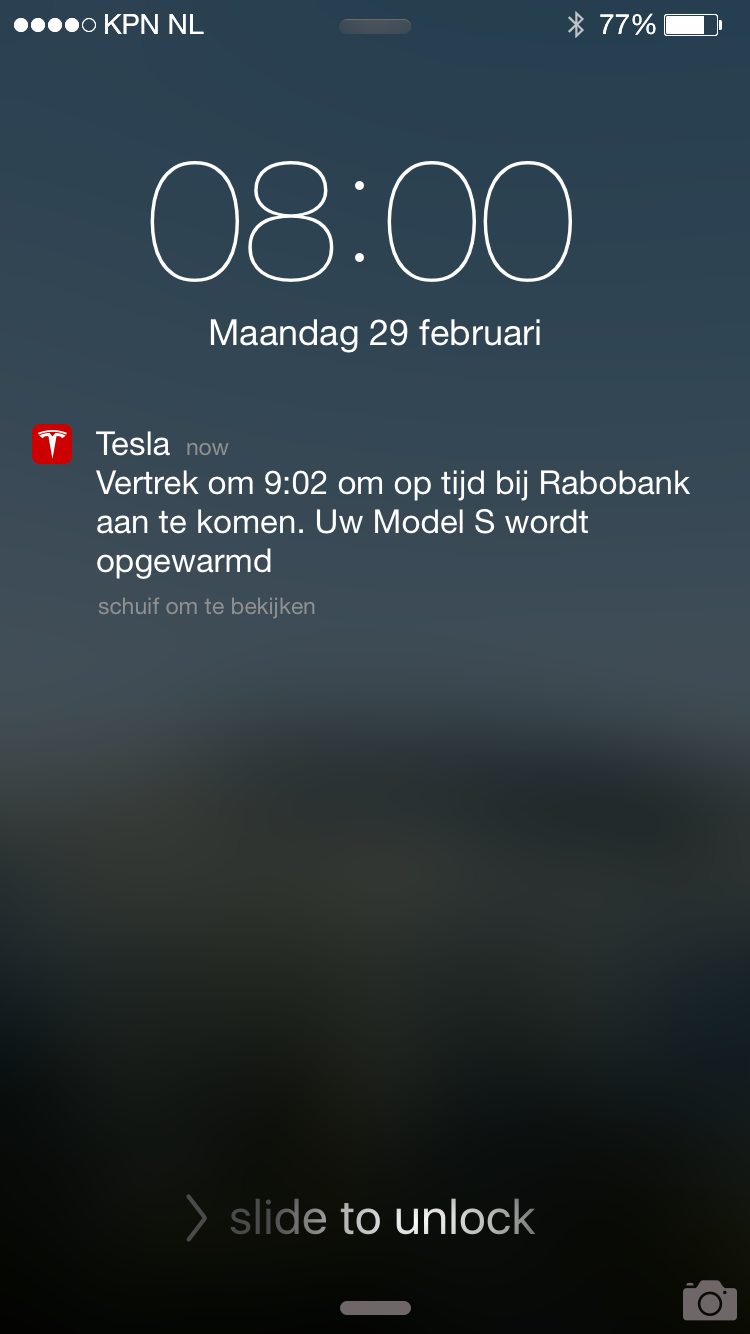 KPN NL 77%
08:00
Maandag 29 februari
Tesla now
Vertrek om 9:02 om op tijd bij Rabobank
aan te komen. Uw Model S wordt
opgewarmd
schuif om te bekijken
slide to unlock